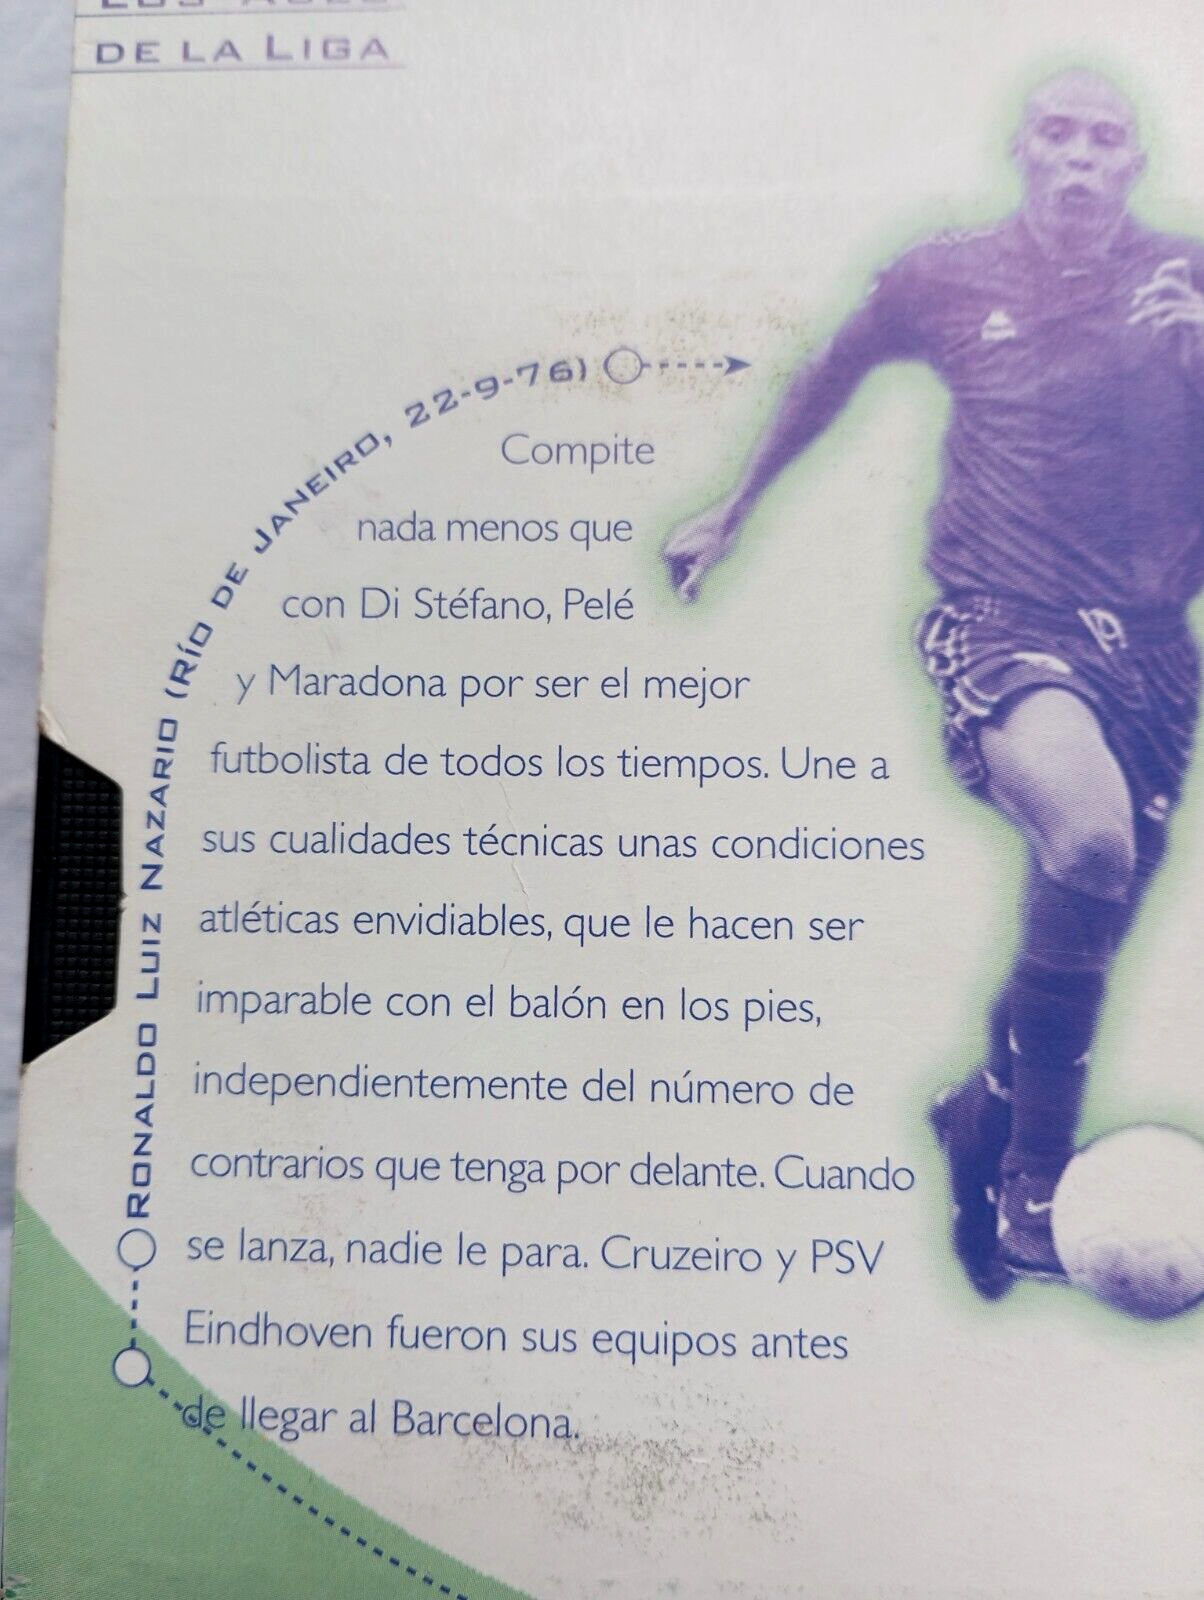 LOS ASES
DE LA LIGA
RONALDO LUIZ NAZARIO (RÍO DE JANEIRO, 22-9-76)
Compite
nada menos que
con Di Stéfano, Pelé
y Maradona por ser el mejor
futbolista de todos los tiempos. Une a
sus cualidades técnicas unas condiciones
atléticas envidiables, que le hacen ser
imparable con el balón en los pies,
independientemente del número de
contrarios que tenga por delante. Cuando
se lanza, nadie le para. Cruzeiro y PSV
Eindhoven fueron sus equipos antes
de llegar al Barcelona.